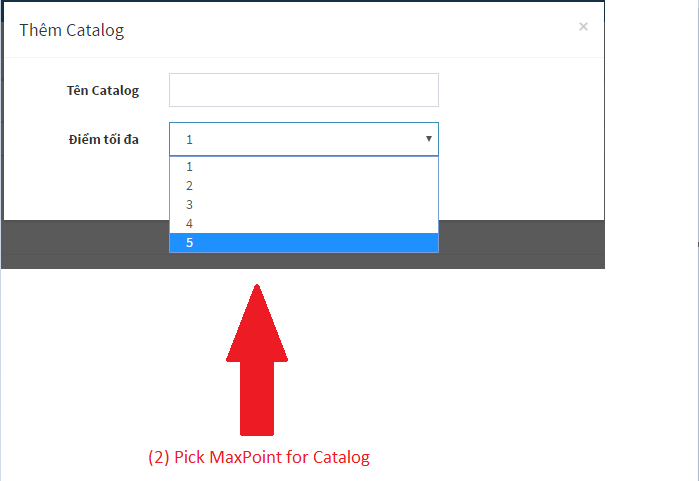 Thêm Catalog ×
Tên Catalog
Điểm tối đa 1
1
2
3
4
5
(2) Pick MaxPoint for Catalog